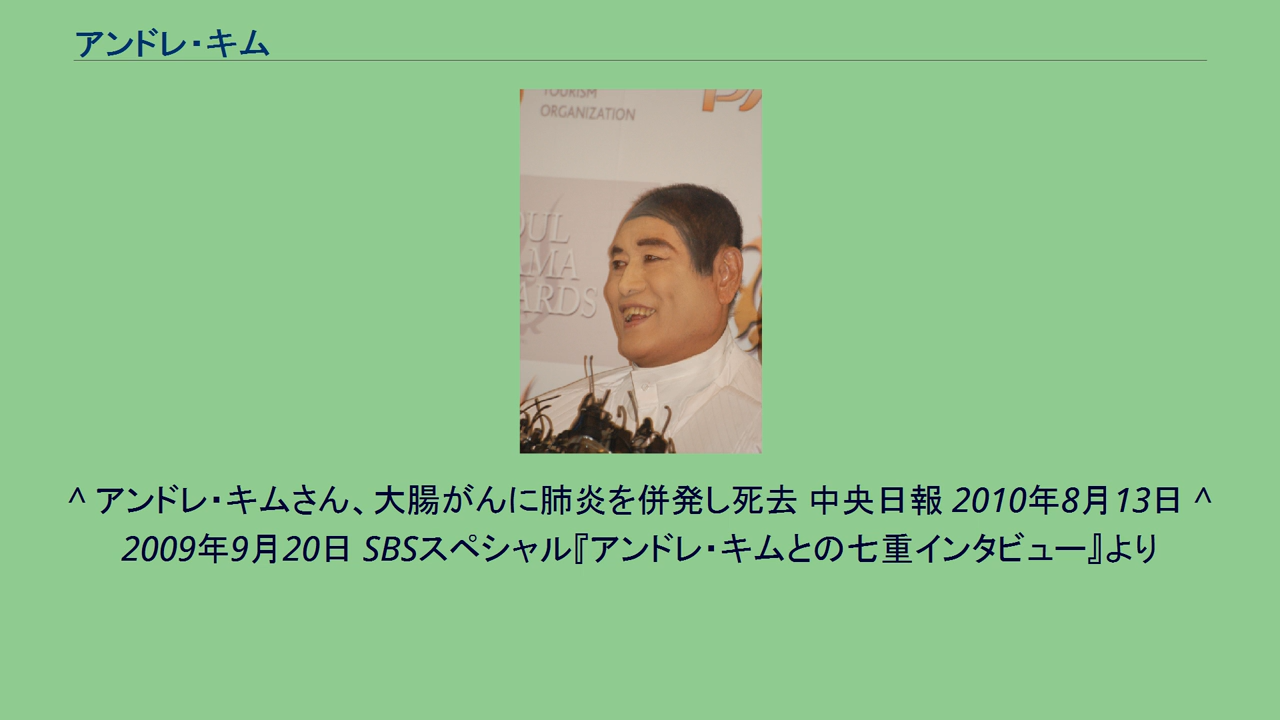 アンドレ・キム
TOURISM
ORGANIZATION
OUL
AMA
ARDS
^ アンドレ・キムさん、大腸がんに肺炎を併発し死去 中央日報 2010年8月13日 ^
2009年9月20日 SBSスペシャル『アンドレ・キムとの七重インタビュー』より